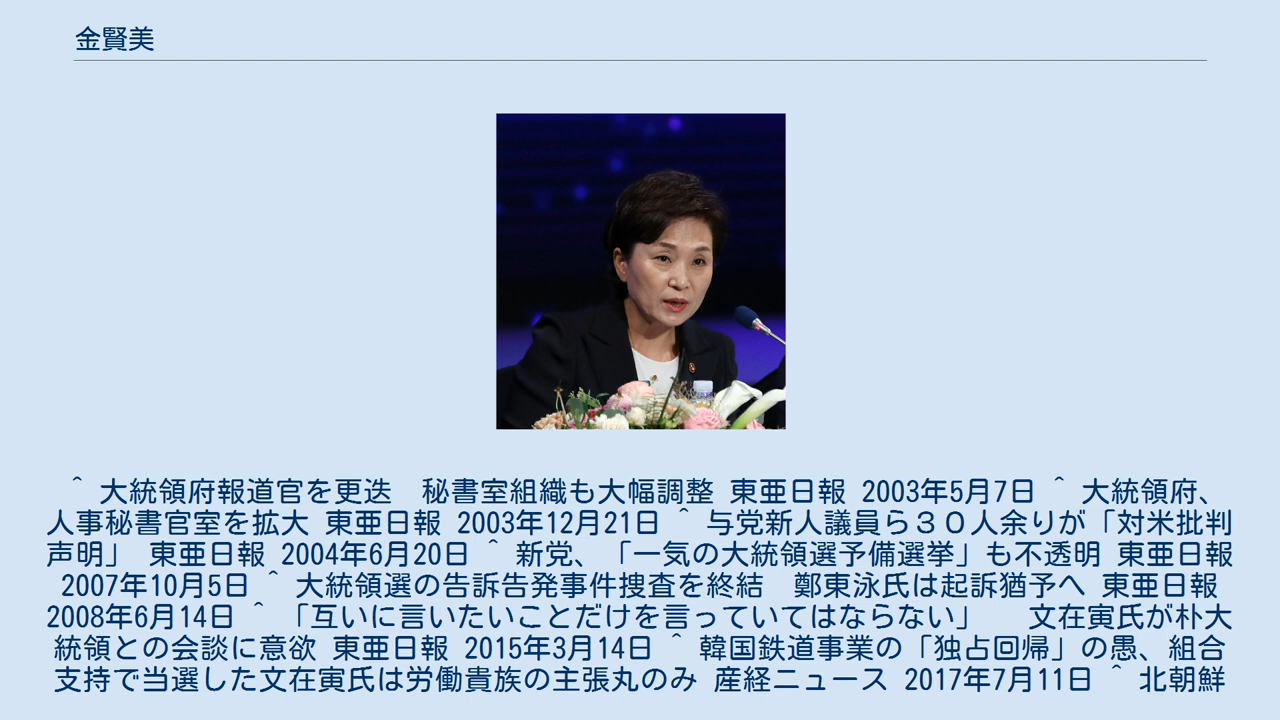 金賢美
＾ 大統領府報道官を更迭　秘書室組織も大幅調整 東亜日報 2003年5月7日 ＾ 大統領府、
人事秘書官室を拡大 東亜日報 2003年12月21日 ＾ 与党新人議員ら３０人余りが「対米批判
声明」 東亜日報 2004年6月20日 ＾ 新党、「一気の大統領選予備選挙」も不透明 東亜日報
2007年10月5日 ＾ 大統領選の告訴告発事件捜査を終結　鄭東泳氏は起訴猶予へ 東亜日報
2008年6月14日 ＾ 「互いに言いたいことだけを言っていてはならない」　　文在寅氏が朴大
統領との会談に意欲 東亜日報 2015年3月14日 ＾ 韓国鉄道事業の「独占回帰」の愚、組合
支持で当選した文在寅氏は労働貴族の主張丸のみ 産経ニュース 2017年7月11日 ＾ 北朝鮮